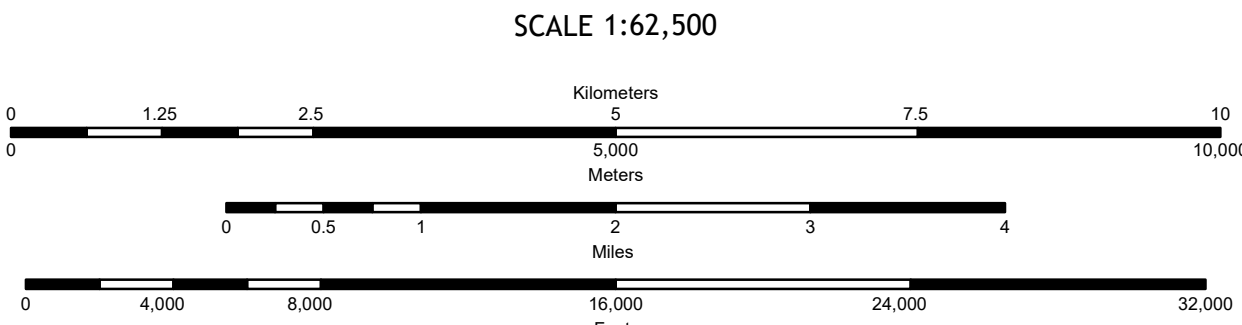 SCALE 1:62,500
Kilometers
0 1.25 2.5 5 7.5 10
0 5,000 10,000
Meters
0 0.5 1 2 3 4
Miles
0 4,000 8,000 16,000 24,000 32,000